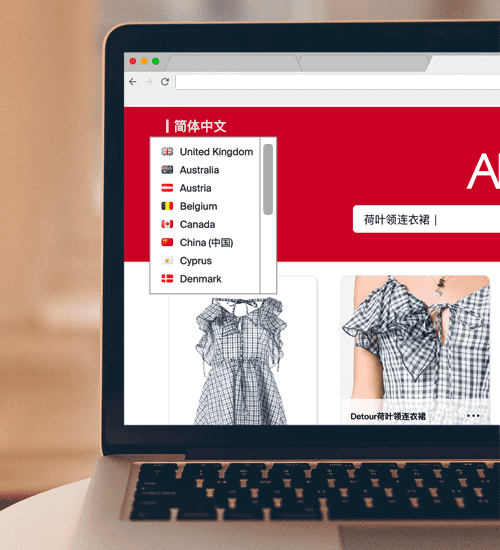 简体中文
United Kingdom
Australia
Austria
Belgium
Canada
China (中国)
Cyprus
Denmark
荷叶领连衣裙
Detour荷叶领连衣裙